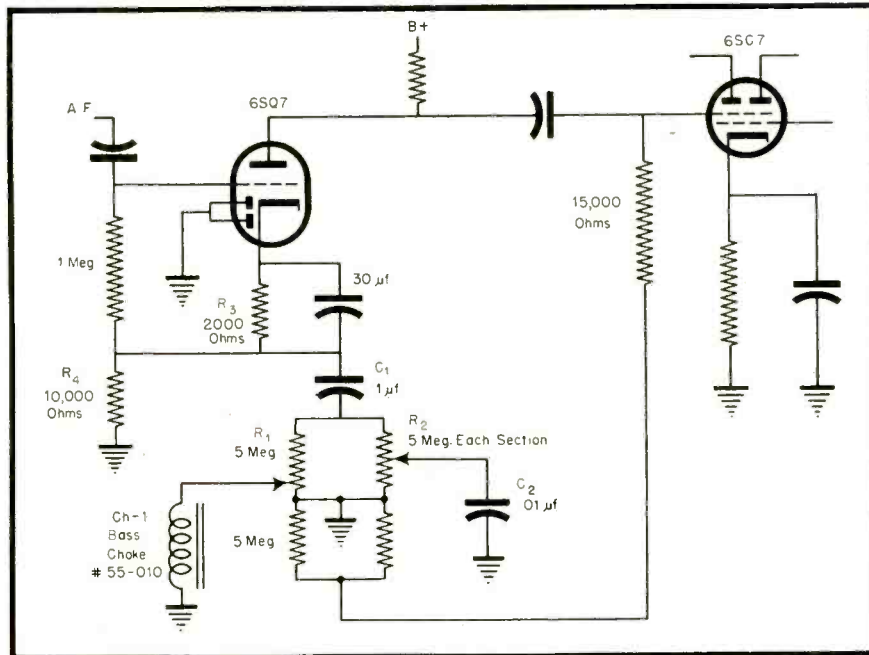 B+
6SC7
6SQ7
A F
15,000
Ohms
1 Meg
30 µf
R3
2000
Ohms
C1
1 µf
R4
10,000
Ohms
R1
5 Meg
R2
5 Meg. Each Section
C2
.01 µf
Ch-1
Bass
Choke
# 55-010
5 Meg